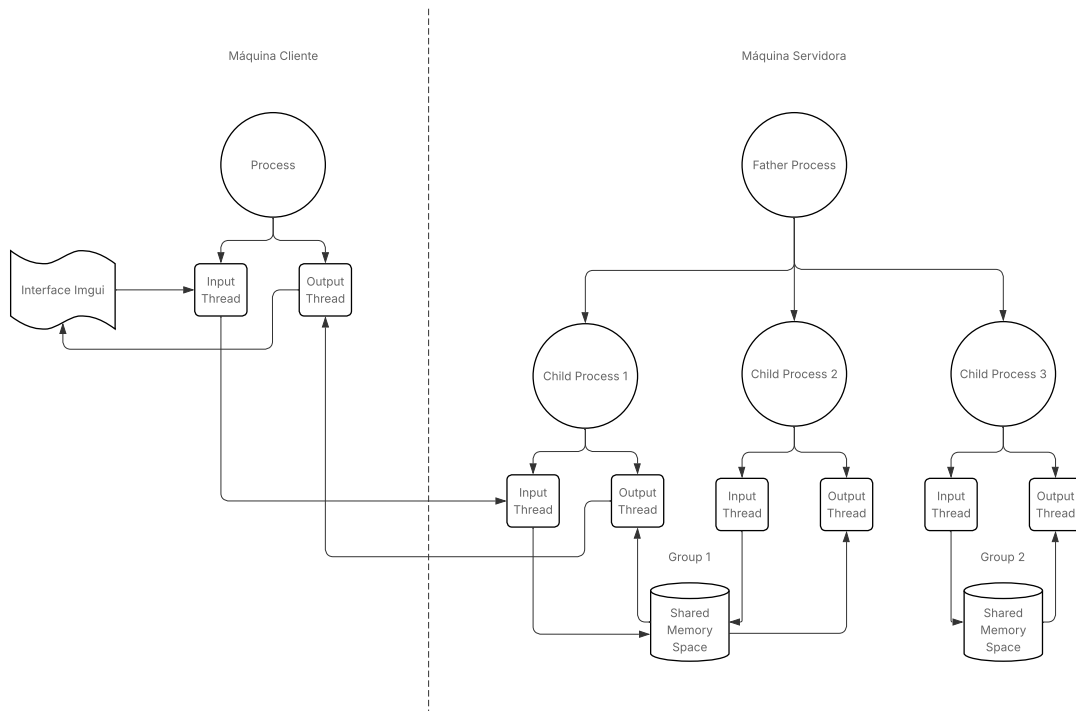 Máquina Cliente
Máquina Servidora
Process
Father Process
Interface Imgui
Input
Thread
Output
Thread
Child Process 1
Child Process 2
Child Process 3
Input
Thread
Output
Thread
Input
Thread
Output
Thread
Input
Thread
Output
Thread
Group 1
Group 2
Shared
Memory
Space
Shared
Memory
Space